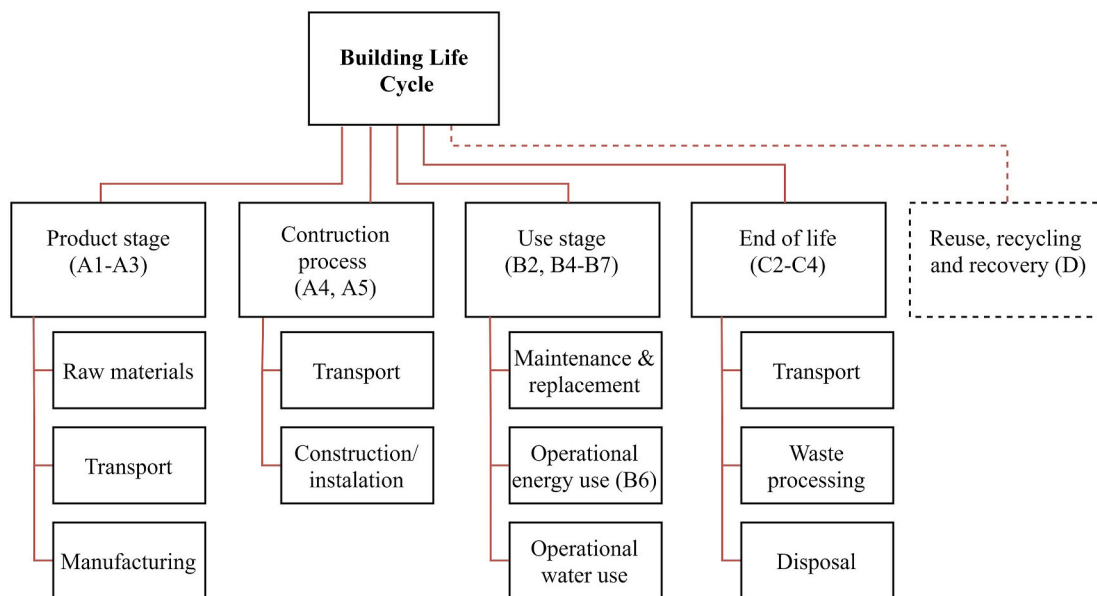 Building Life
Cycle
Product stage
(A1-A3)
Contruction
process
(A4, A5)
Use stage
(B2, B4-B7)
End of life
(C2-C4)
Reuse, recycling
and recovery (D)
Raw materials
Transport
Manufacturing
Transport
Construction/
instalation
Maintenance &
replacement
Operational
energy use (B6)
Operational
water use
Transport
Waste
processing
Disposal